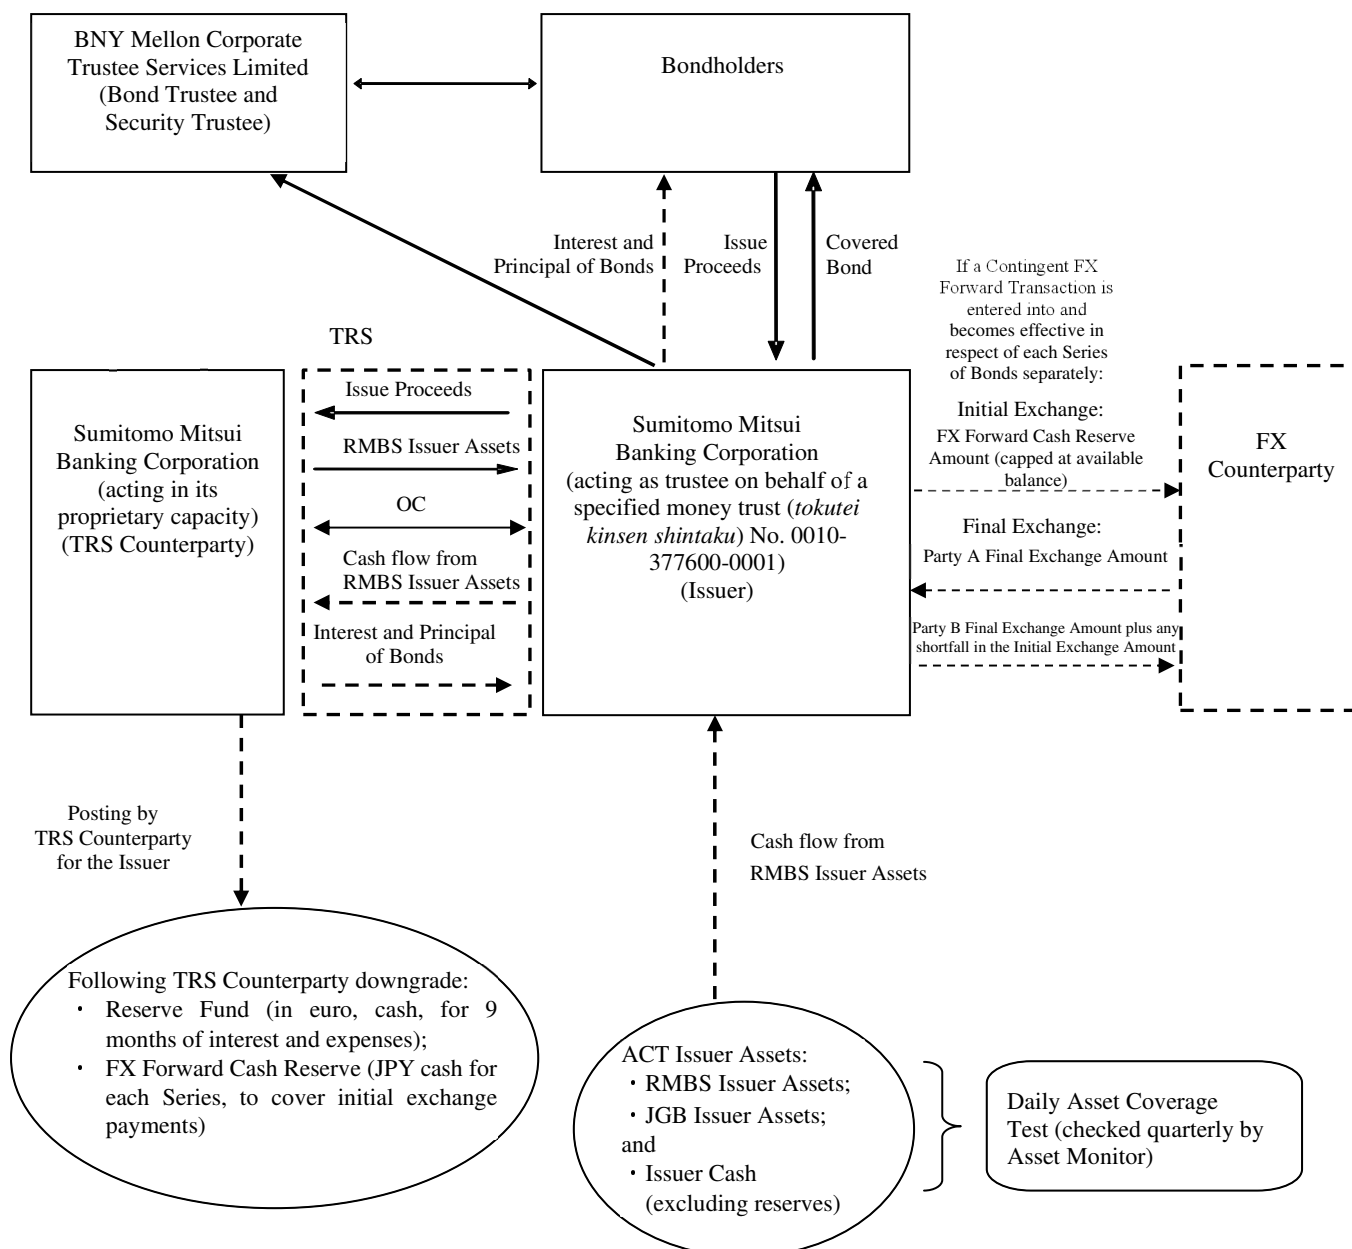 BNY Mellon Corporate
Trustee Services Limited
(Bond Trustee and
Security Trustee)
Bondholders
Interest and
Principal of Bonds
Issue
Proceeds
Covered
Bond
If a Contingent FX
Forward Transaction is
entered into and
becomes effective in
respect of each Series
of Bonds separately:
TRS
Sumitomo Mitsui
Banking Corporation
(acting in its
proprietary capacity)
(TRS Counterparty)
Issue Proceeds
RMBS Issuer Assets
OC
Cash flow from
RMBS Issuer Assets
Interest and Principal
of Bonds
Sumitomo Mitsui
Banking Corporation
(acting as trustee on behalf of a
specified money trust (tokutei
kinsen shintaku) No. 0010-
377600-0001)
(Issuer)
Initial Exchange:
FX Forward Cash Reserve
Amount (capped at available
balance)
Final Exchange:
Party A Final Exchange Amount
Party B Final Exchange Amount plus any
shortfall in the Initial Exchange Amount
FX
Counterparty
Posting by
TRS Counterparty
for the Issuer
Cash flow from
RMBS Issuer Assets
Following TRS Counterparty downgrade:
・ Reserve Fund (in euro, cash, for 9
months of interest and expenses);
・ FX Forward Cash Reserve (JPY cash for
each Series, to cover initial exchange
payments)
ACT Issuer Assets:
・RMBS Issuer Assets;
・JGB Issuer Assets;
and
・Issuer Cash
(excluding reserves)
Daily Asset Coverage
Test (checked quarterly by
Asset Monitor)